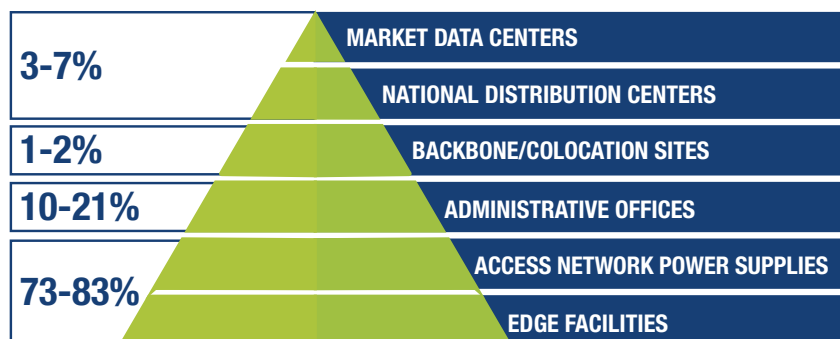 3-7%
MARKET DATA CENTERS
NATIONAL DISTRIBUTION CENTERS
1-2%
BACKBONE/COLOCATION SITES
10-21%
ADMINISTRATIVE OFFICES
73-83%
ACCESS NETWORK POWER SUPPLIES
EDGE FACILITIES